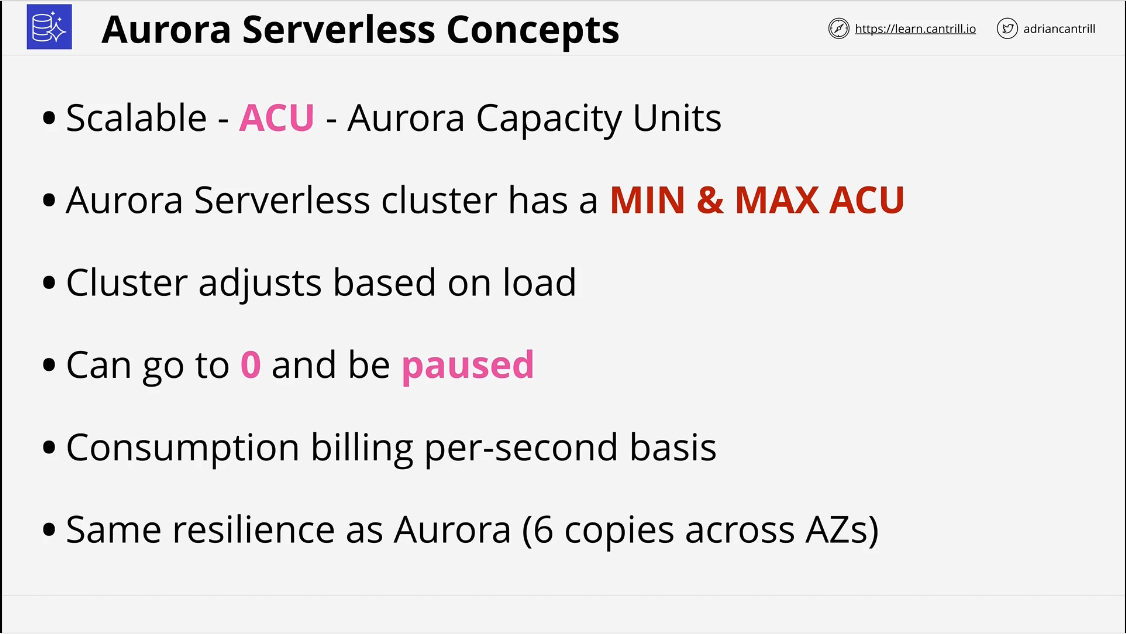 Aurora Serverless Concepts
https://learn.cantrill.io
adriancantrill
• Scalable - ACU - Aurora Capacity Units
• Aurora Serverless cluster has a MIN & MAX ACU
• Cluster adjusts based on load
• Can go to 0 and be paused
• Consumption billing per-second basis
• Same resilience as Aurora (6 copies across AZs)